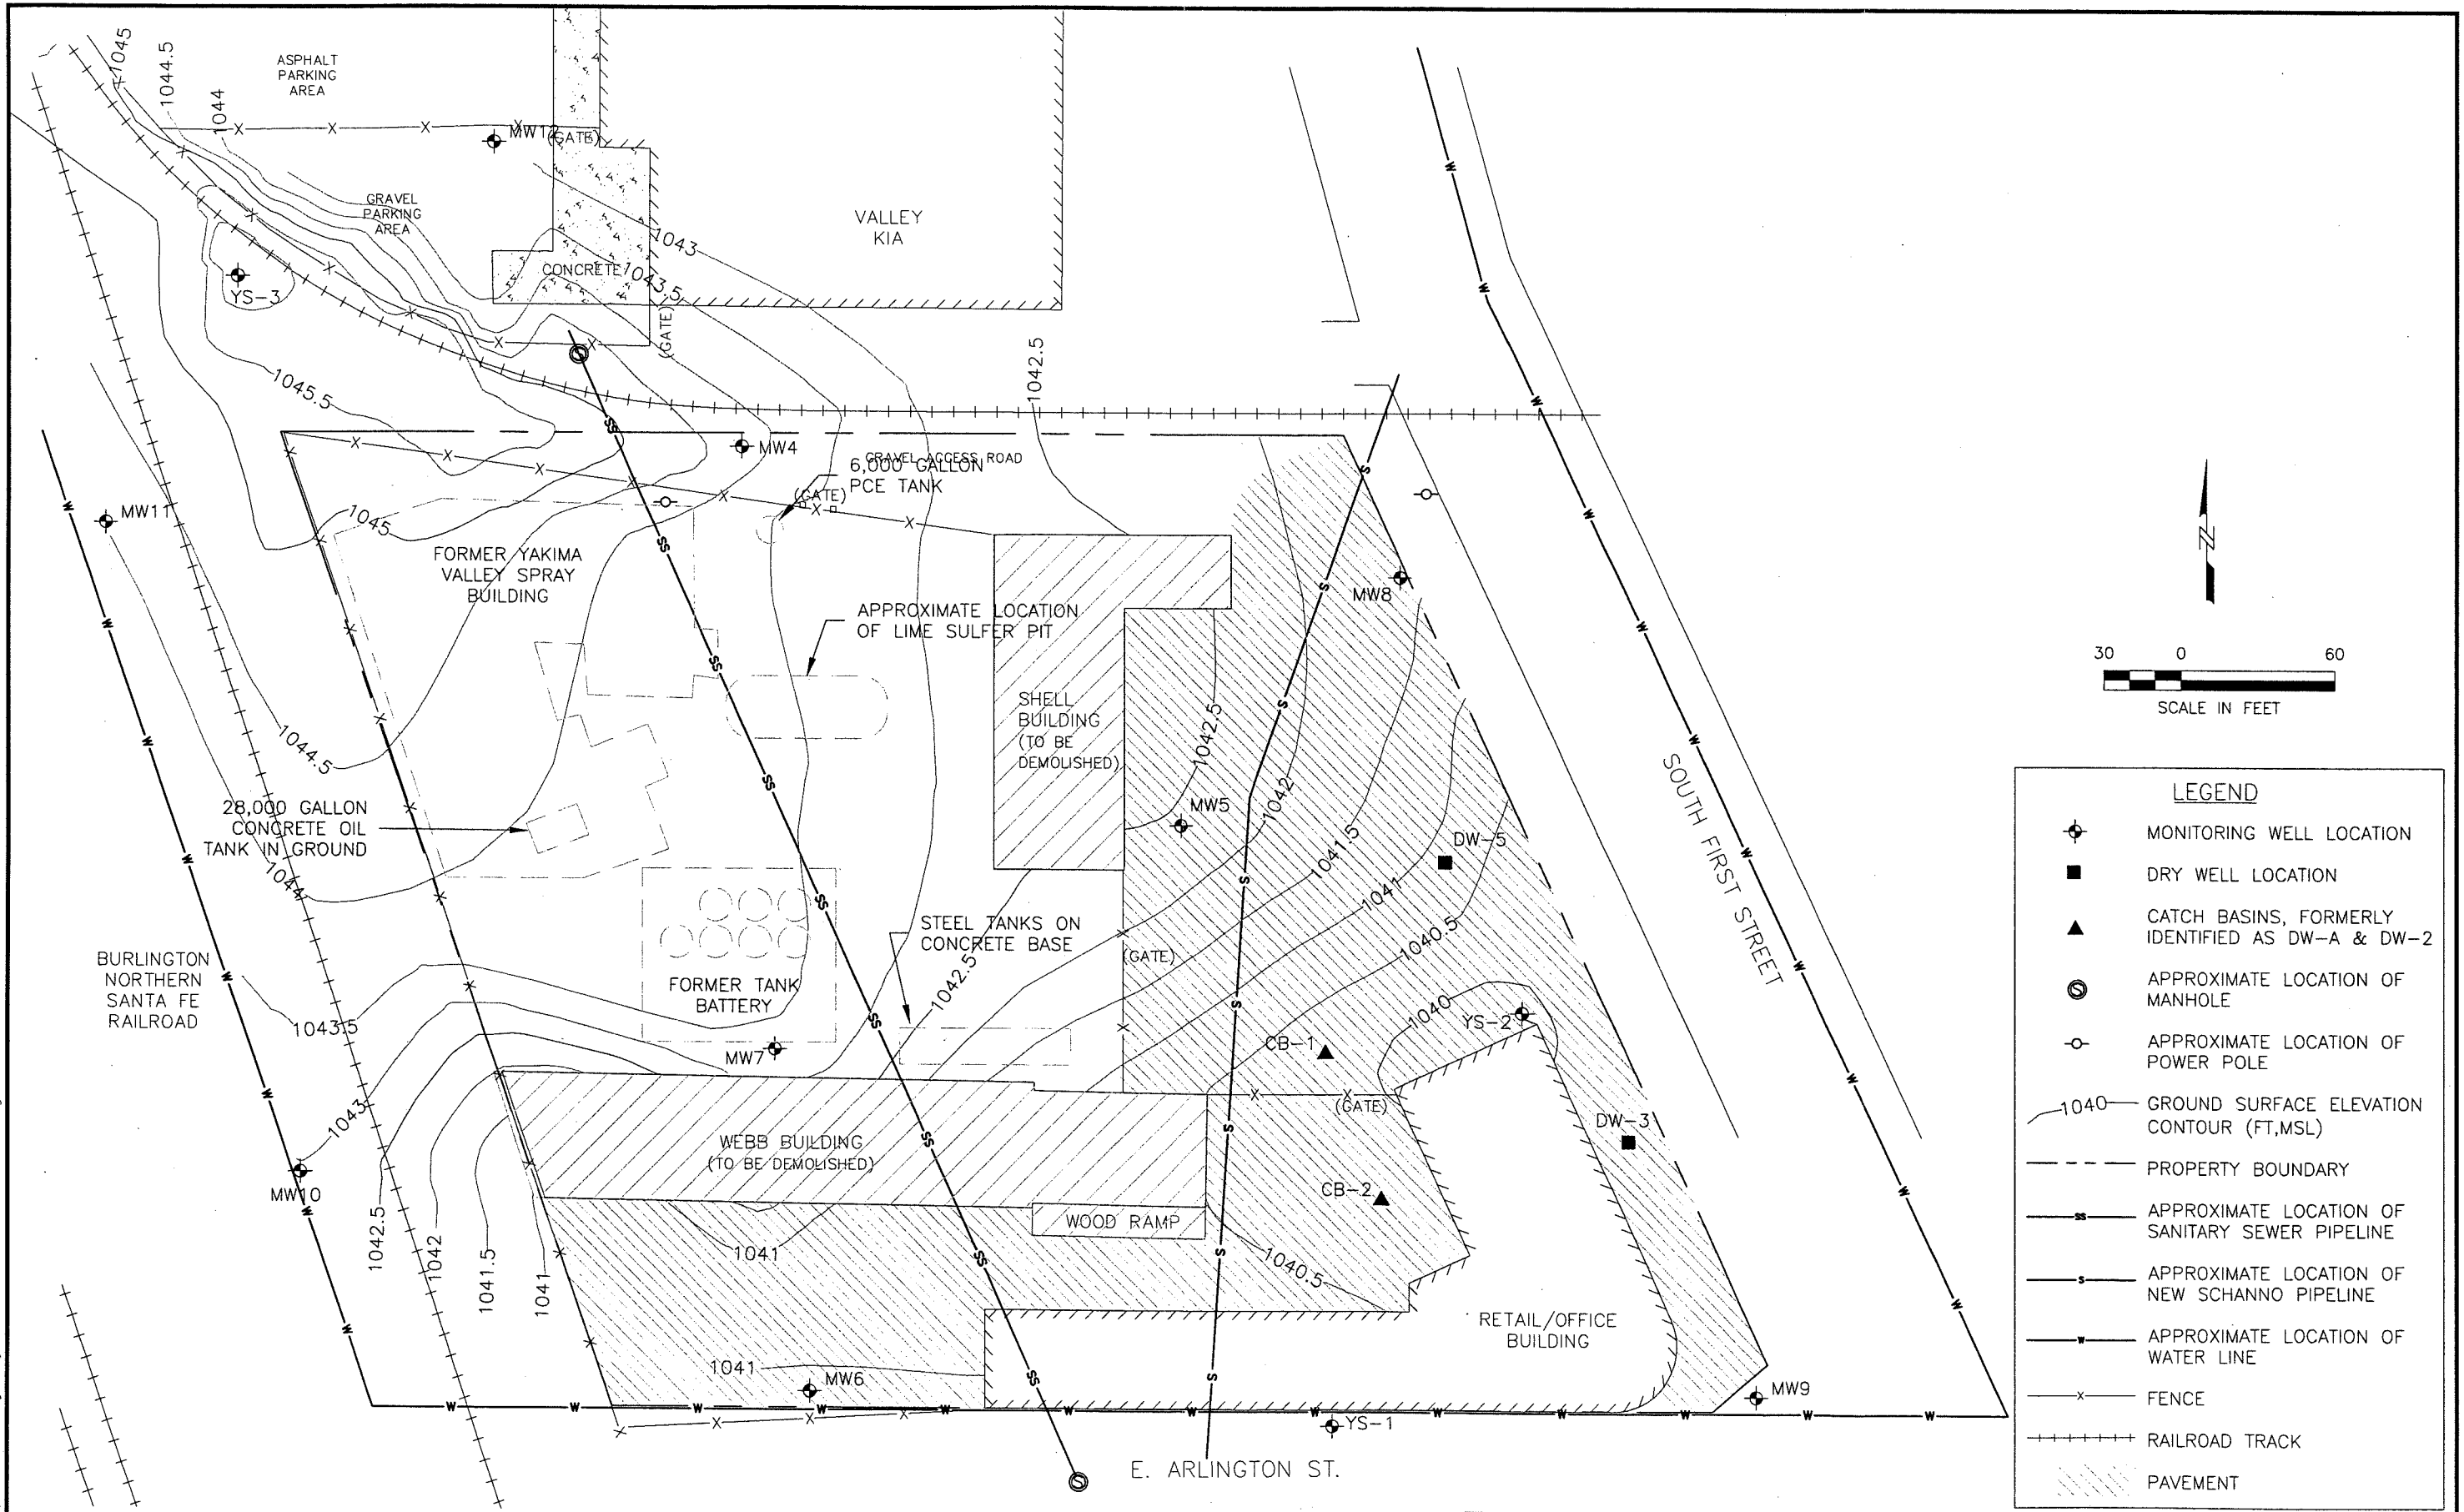 1045
1044.5
1044
ASPHALT
PARKING
AREA
MW12
(GATE)
GRAVEL
PARKING
AREA
VALLEY
KIA
1043
CONCRETE
1043.5
(GATE)
YS-3
1045.5
1042.5
MW4
GRAVEL ACCESS ROAD
6,000 GALLON
PCE TANK
(GATE)
MW11
1045
FORMER YAKIMA
VALLEY SPRAY
BUILDING
APPROXIMATE LOCATION
OF LIME SULFER PIT
MW8
SHELL
BUILDING
(TO BE
DEMOLISHED)
1042.5
1044.5
MW5
1042
28,000 GALLON
CONCRETE OIL
TANK IN GROUND
1044
1041.5
DW-5
1041
SOUTH FIRST STREET
STEEL TANKS ON
CONCRETE BASE
1040.5
(GATE)
BURLINGTON
NORTHERN
SANTA FE
RAILROAD
FORMER TANK
BATTERY
1042.5
1043.5
1040
YS-2
MW7
CB-1
1043
(GATE)
DW-3
WEBB BUILDING
(TO BE DEMOLISHED)
MW10
CB-2
WOOD RAMP
1042.5
1042
1041.5
1041
1041
1040.5
RETAIL/OFFICE
BUILDING
1041
MW6
MW9
YS-1
E. ARLINGTON ST.
N
30 0 60
SCALE IN FEET
LEGEND
MONITORING WELL LOCATION
DRY WELL LOCATION
CATCH BASINS, FORMERLY
IDENTIFIED AS DW-A & DW-2
APPROXIMATE LOCATION OF
MANHOLE
APPROXIMATE LOCATION OF
POWER POLE
1040 GROUND SURFACE ELEVATION
CONTOUR (FT,MSL)
PROPERTY BOUNDARY
SS APPROXIMATE LOCATION OF
SANITARY SEWER PIPELINE
S APPROXIMATE LOCATION OF
NEW SCHANNO PIPELINE
W APPROXIMATE LOCATION OF
WATER LINE
X FENCE
RAILROAD TRACK
PAVEMENT